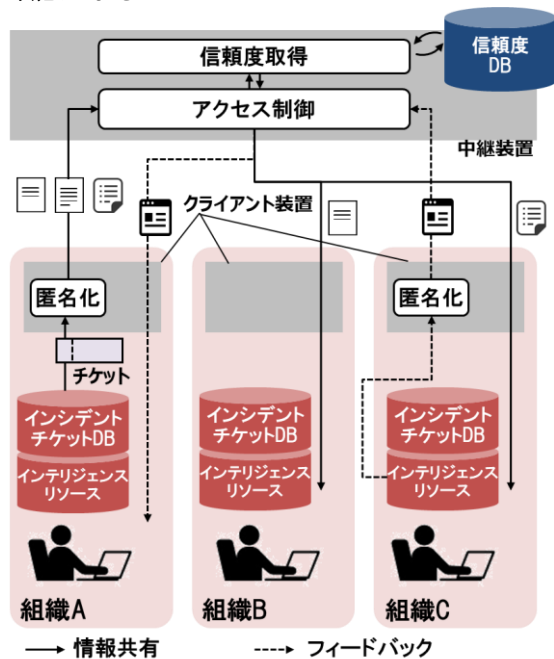 信頼度取得
信頼度
DB
アクセス制御
中継装置
クライアント装置
匿名化
匿名化
チケット
インシデント
チケットDB
インテリジェンス
リソース
インシデント
チケットDB
インテリジェンス
リソース
インシデント
チケットDB
インテリジェンス
リソース
組織A
組織B
組織C
情報共有
フィードバック